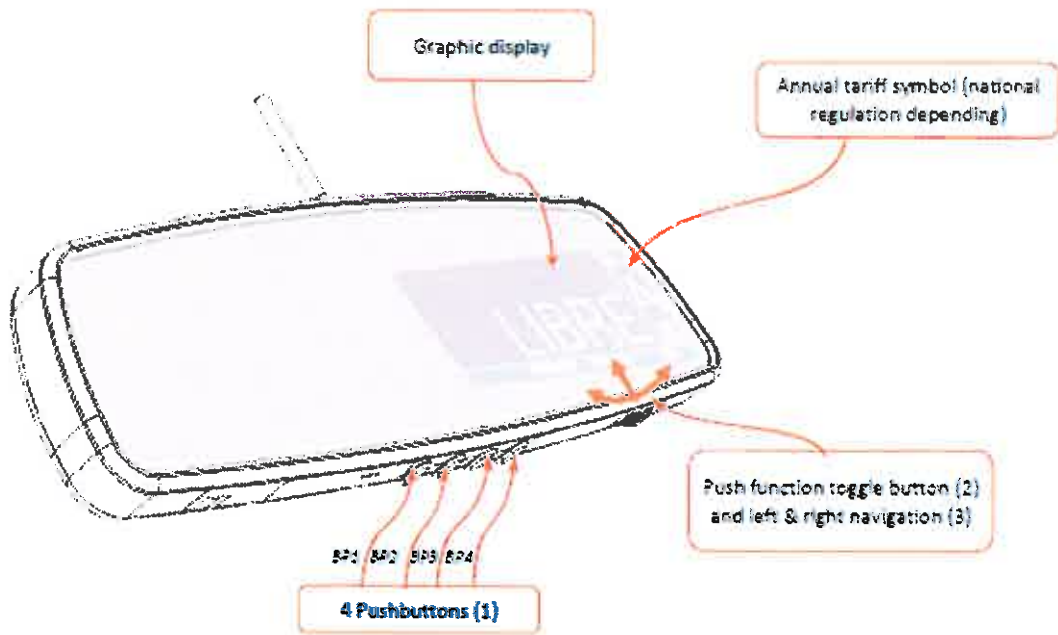 Graphic display
Annual tariff symbol (national
regulation depending)
LIBRE
Push function toggle button (2)
and left & right navigation (3)
BP1 BP2 BP3 BP4
4 Pushbuttons (1)